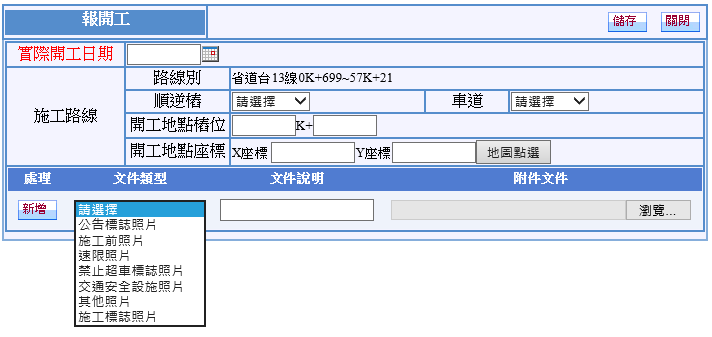 報開工
儲存 關閉
實際開工日期
施工路線
路線別 省道台13線0K+699~57K+21
順逆樁 請選擇 車道 請選擇
開工地點樁位 K+
開工地點座標 X座標 Y座標 地圖點選
處理 文件類型 文件說明 附件文件
新增 請選擇 瀏覽...
公告標誌照片
施工前照片
速限照片
禁止超車標誌照片
交通安全設施照片
其他照片
施工標誌照片